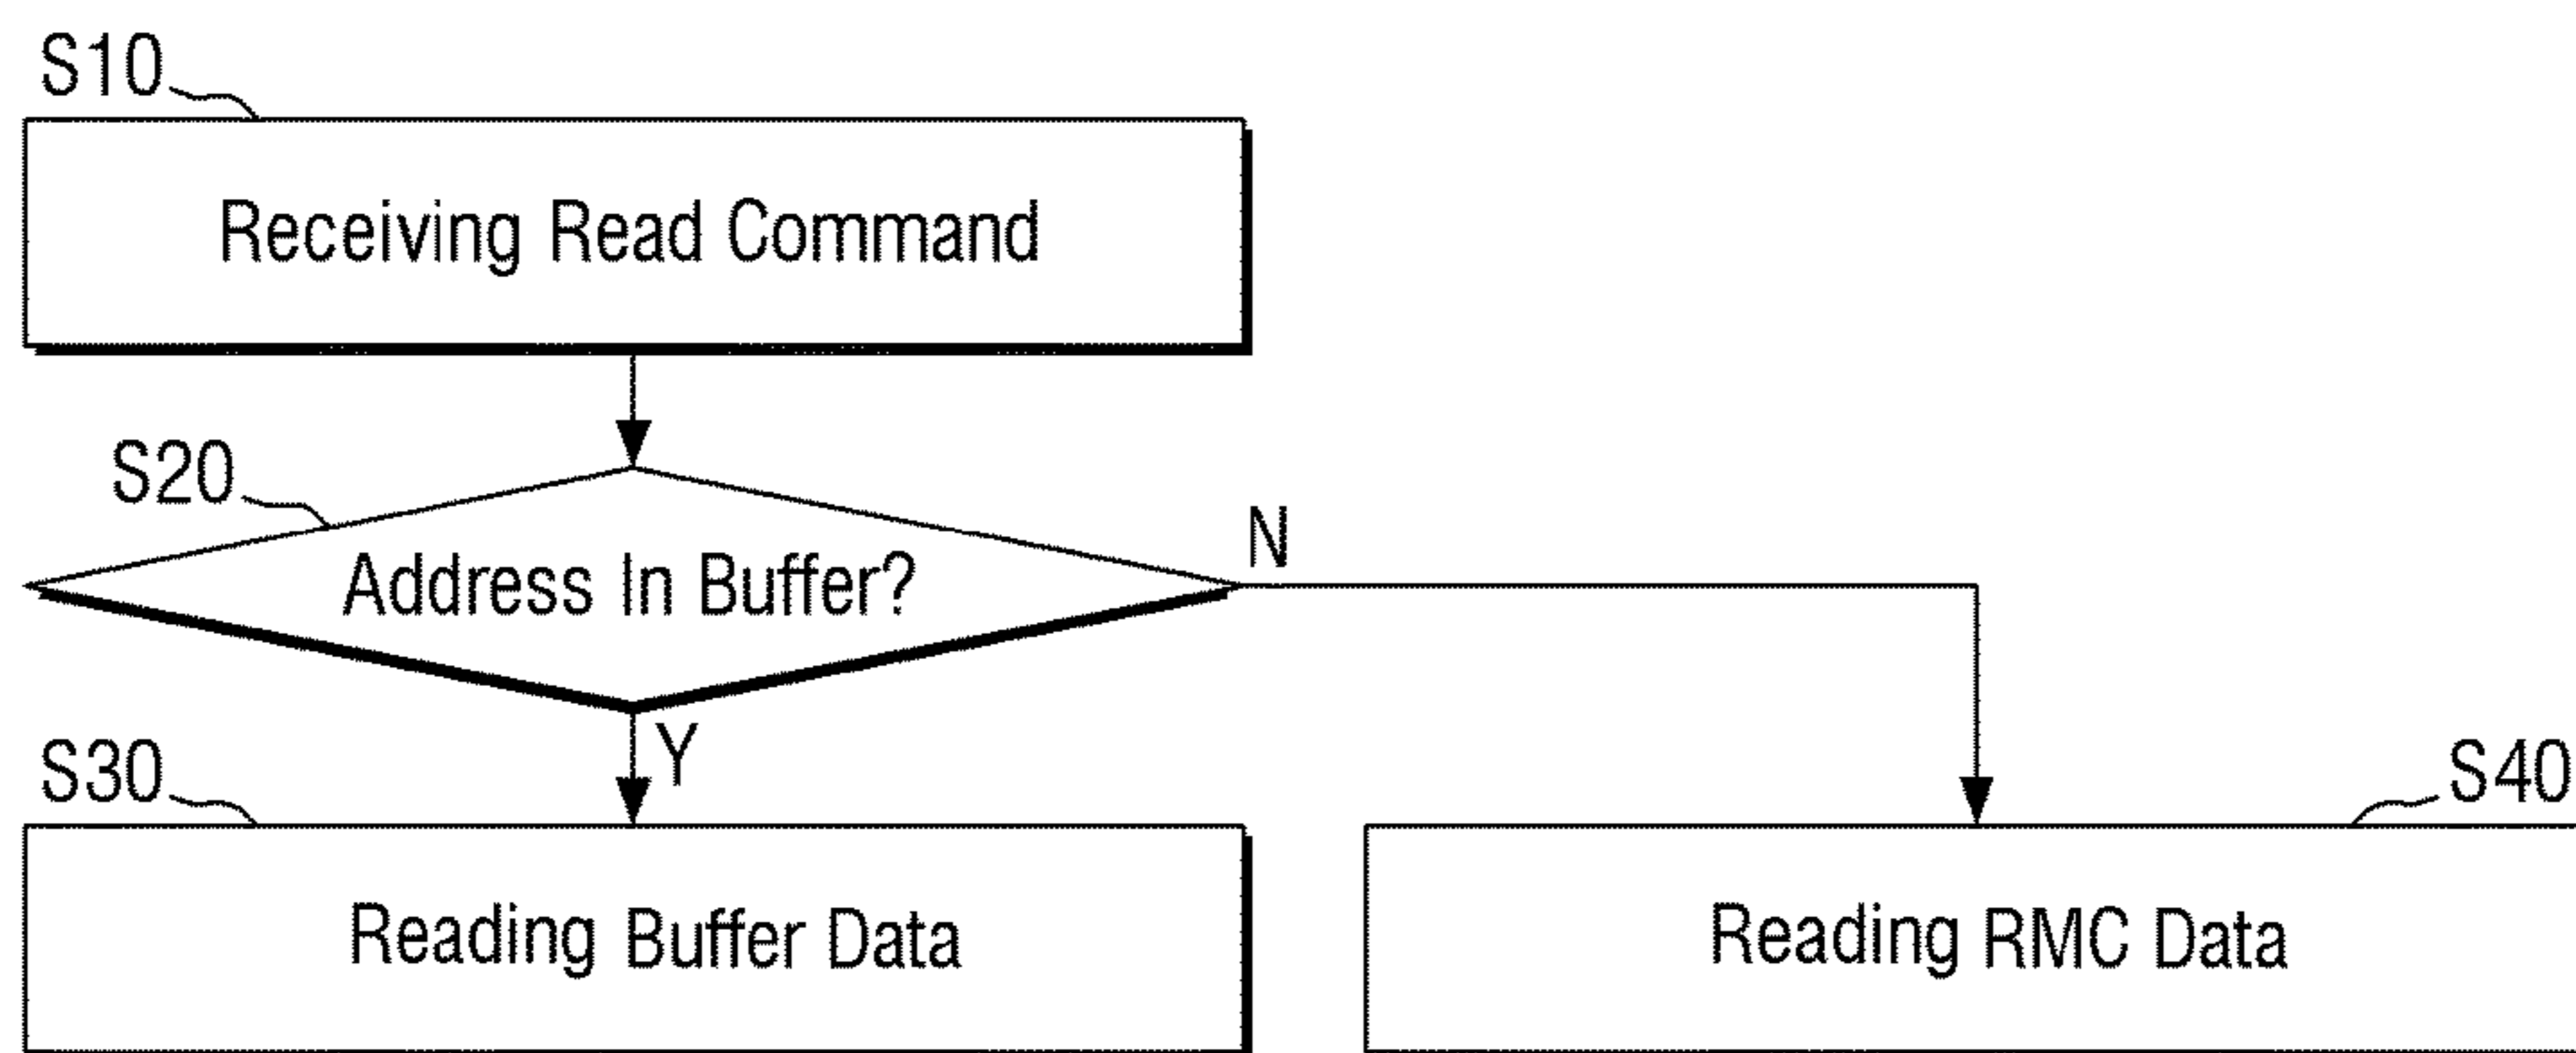 S10
Receiving Read Command
S20
Address In Buffer?
N
Y
S30
S40
Reading Buffer Data
Reading RMC Data